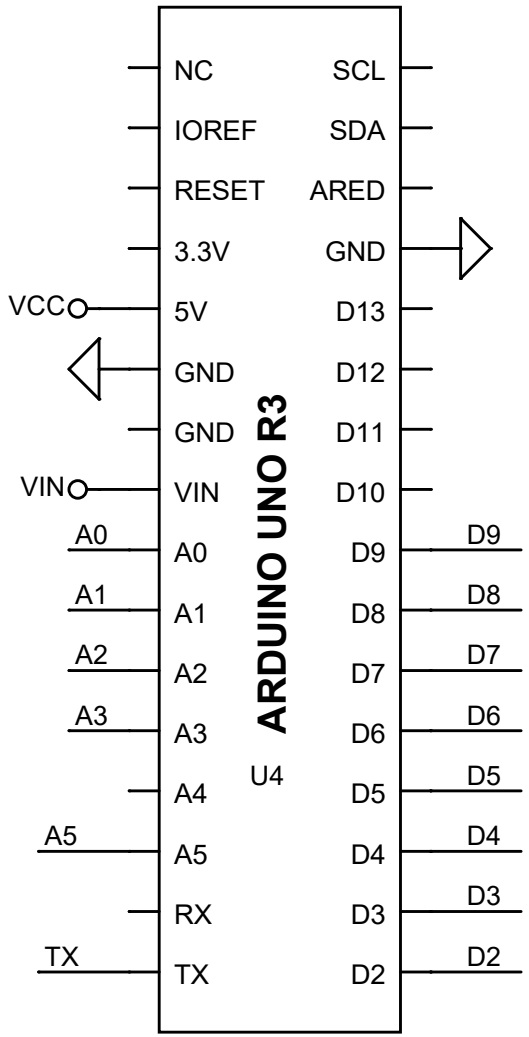 NC SCL
IOREF SDA
RESET ARED
3.3V GND
VCC 5V D13
GND D12
GND D11
VIN VIN D10
A0 A0 D9 D9
A1 A1 D8 D8
A2 A2 D7 D7
A3 A3 D6 D6
A4 D5 D5
A5 A5 D4 D4
RX D3 D3
TX TX D2 D2
ARDUINO UNO R3
U4